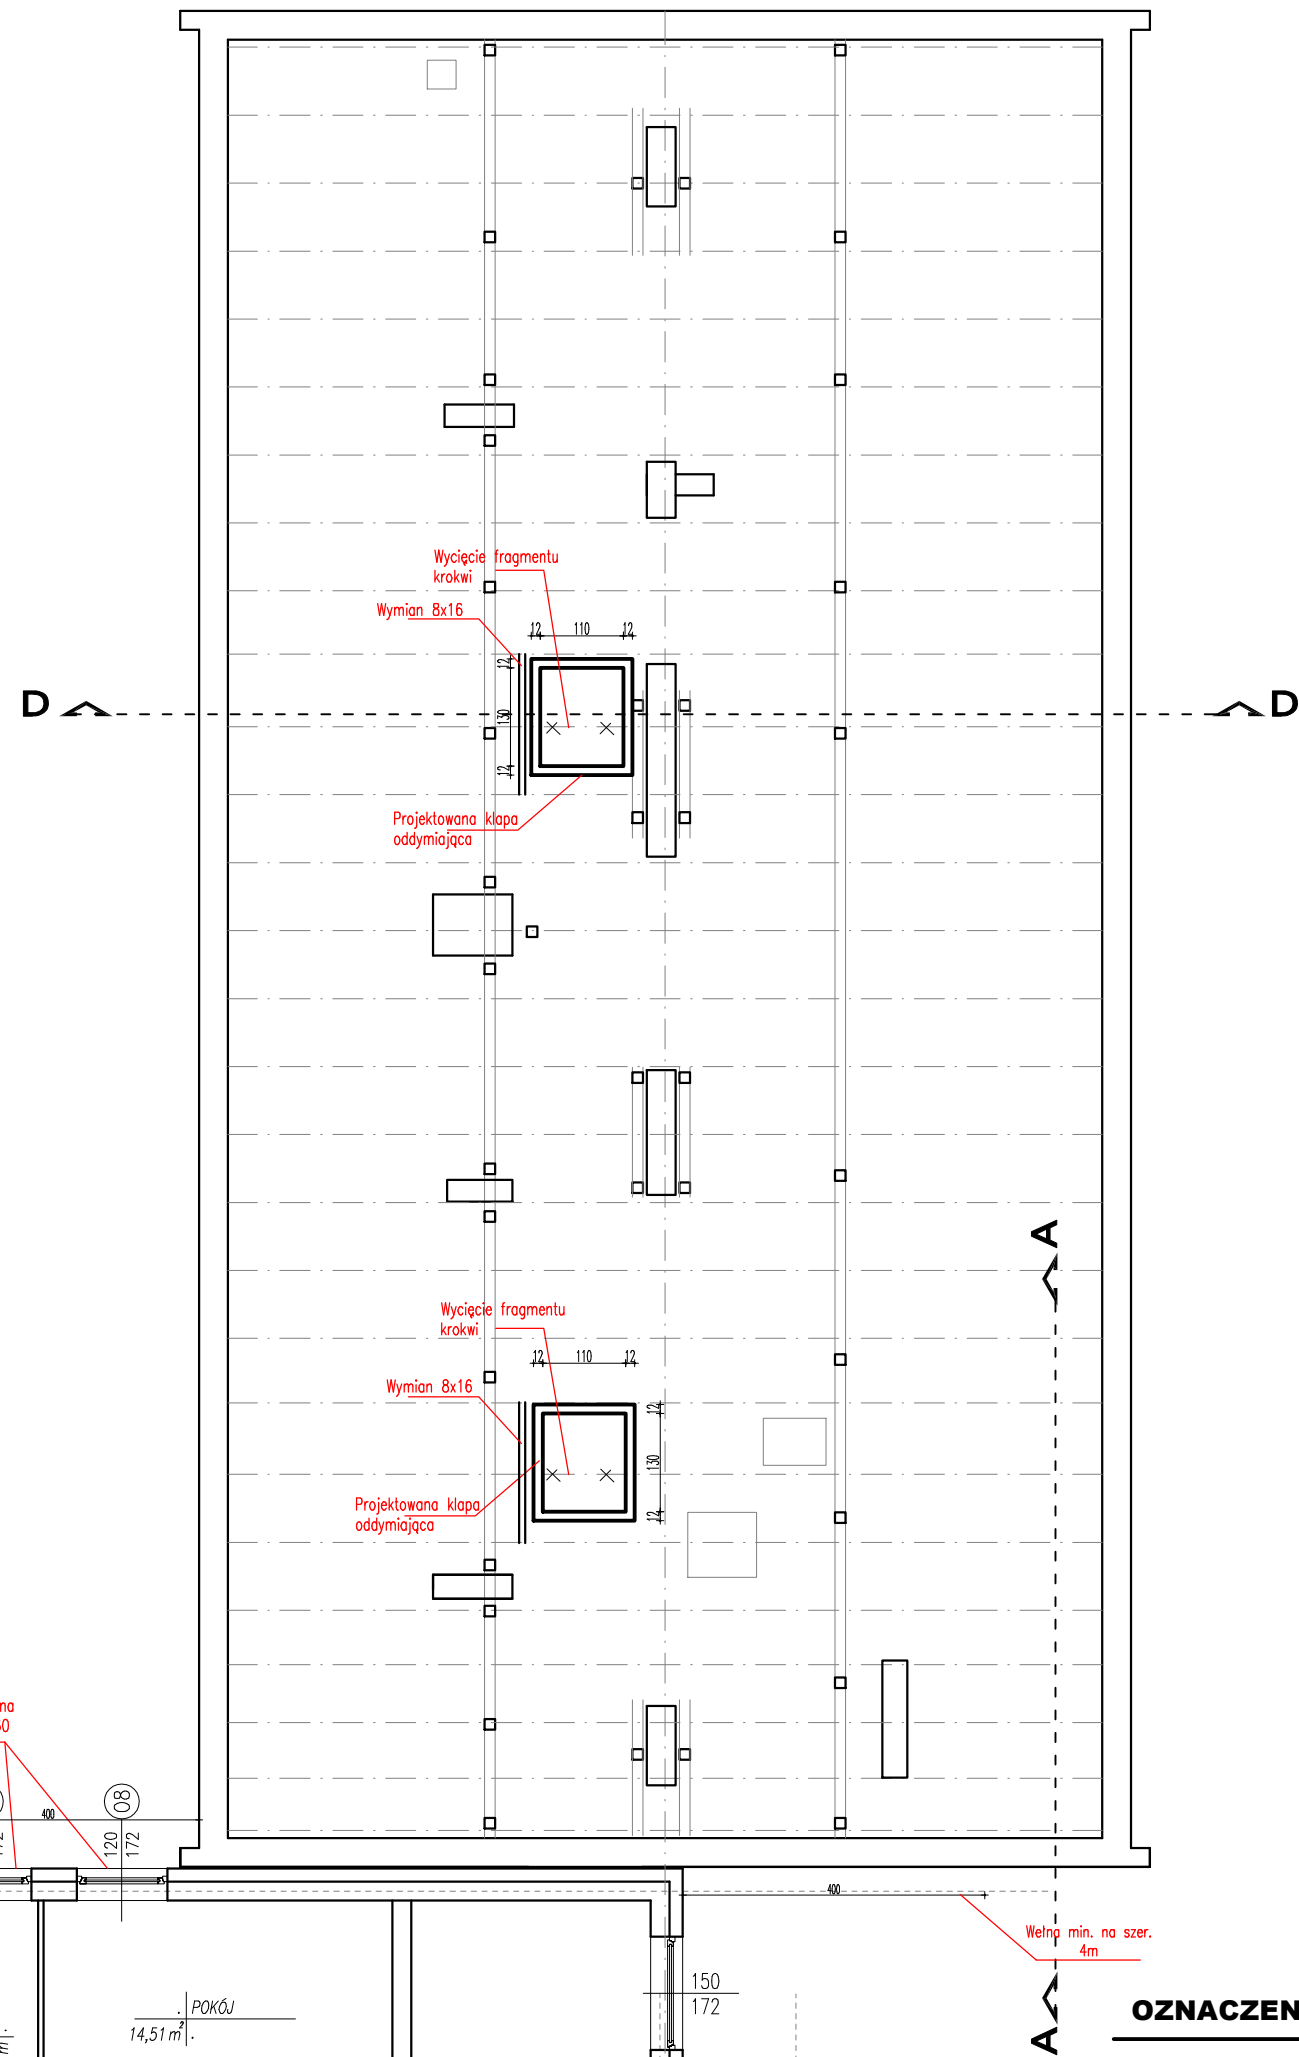 Wycięcie fragmentu
krokwi
Wymian 8x16
12 110 12
12
130
12
D
D
Projektowana klapa
oddymiająca
A
Wycięcie fragmentu
krokwi
12 110 12
Wymian 8x16
12
130
12
Projektowana klapa
oddymiająca
08
400
120
172
172
400
Wełna min. na szer.
4m
150
172
POKÓJ
14,51 m²
A
OZNACZEN